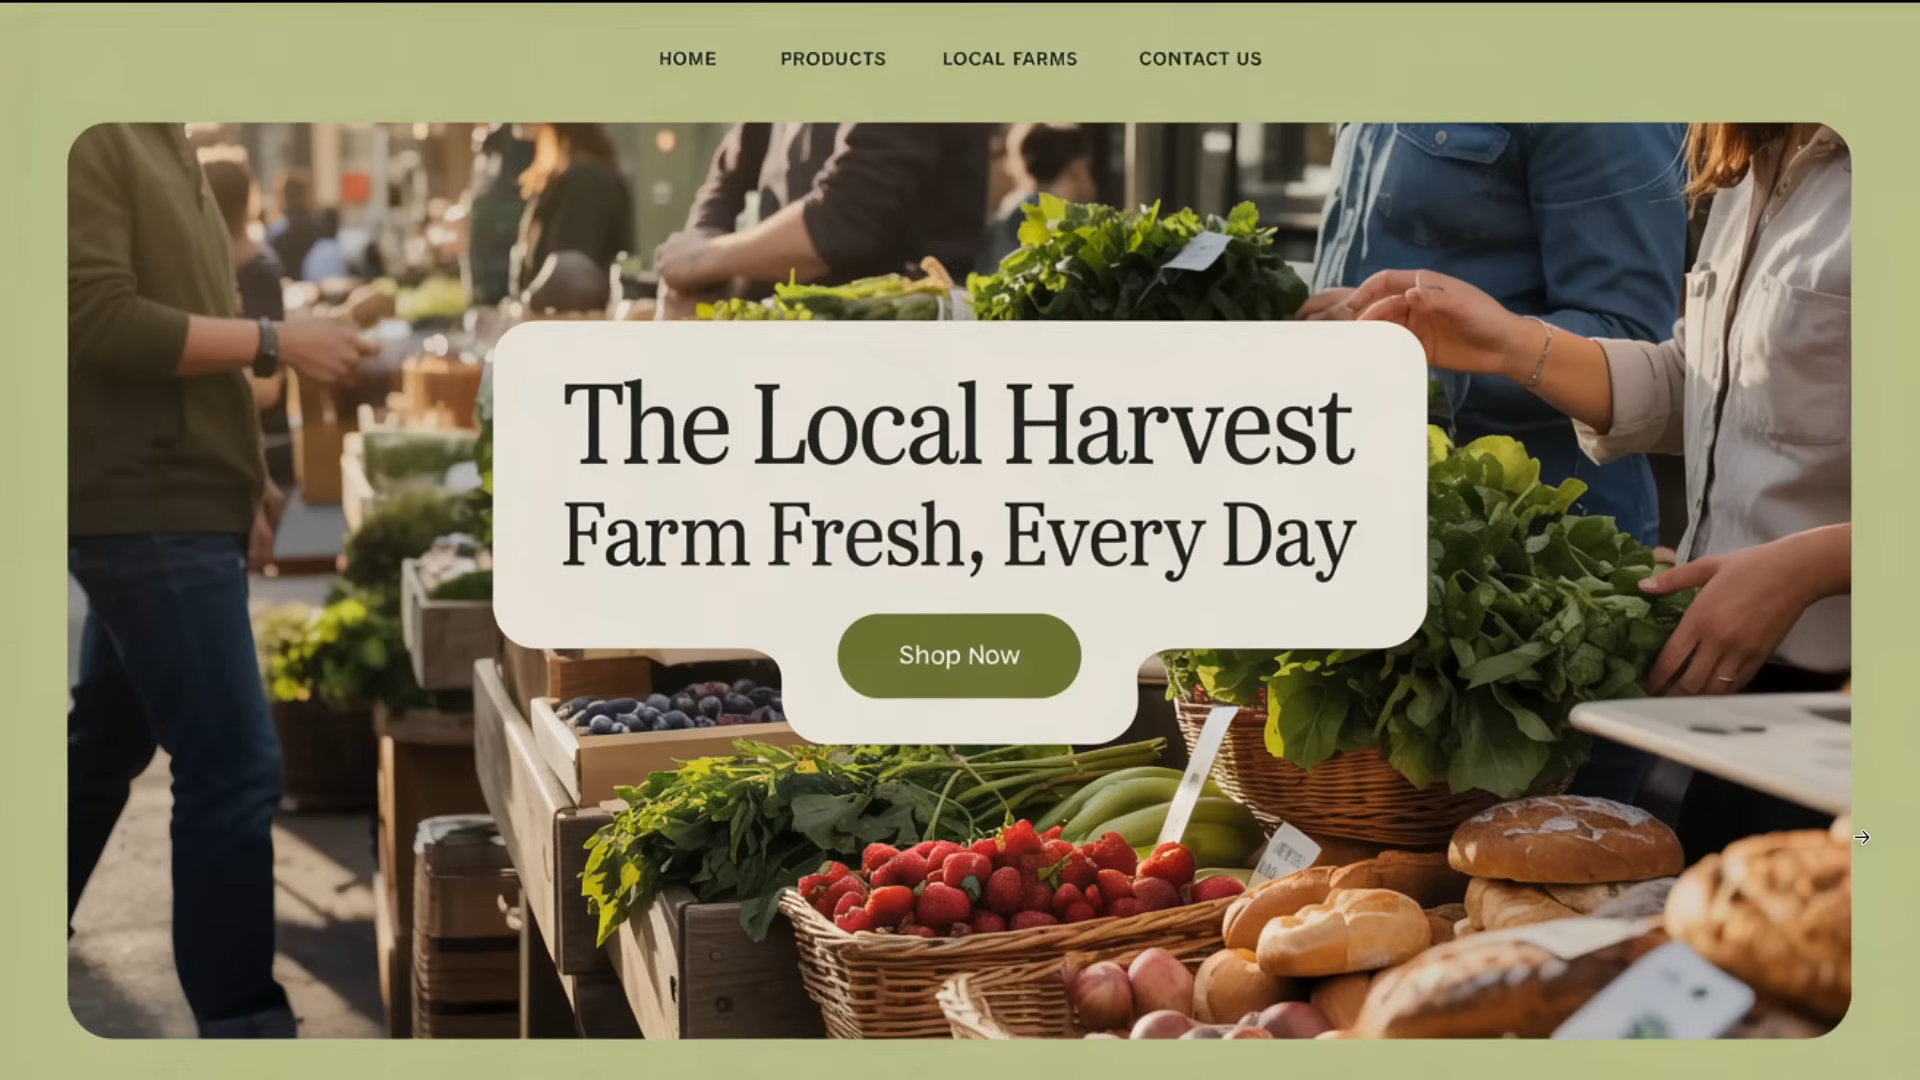 HOME PRODUCTS LOCAL FARMS CONTACT US
The Local Harvest
Farm Fresh, Every Day
Shop Now